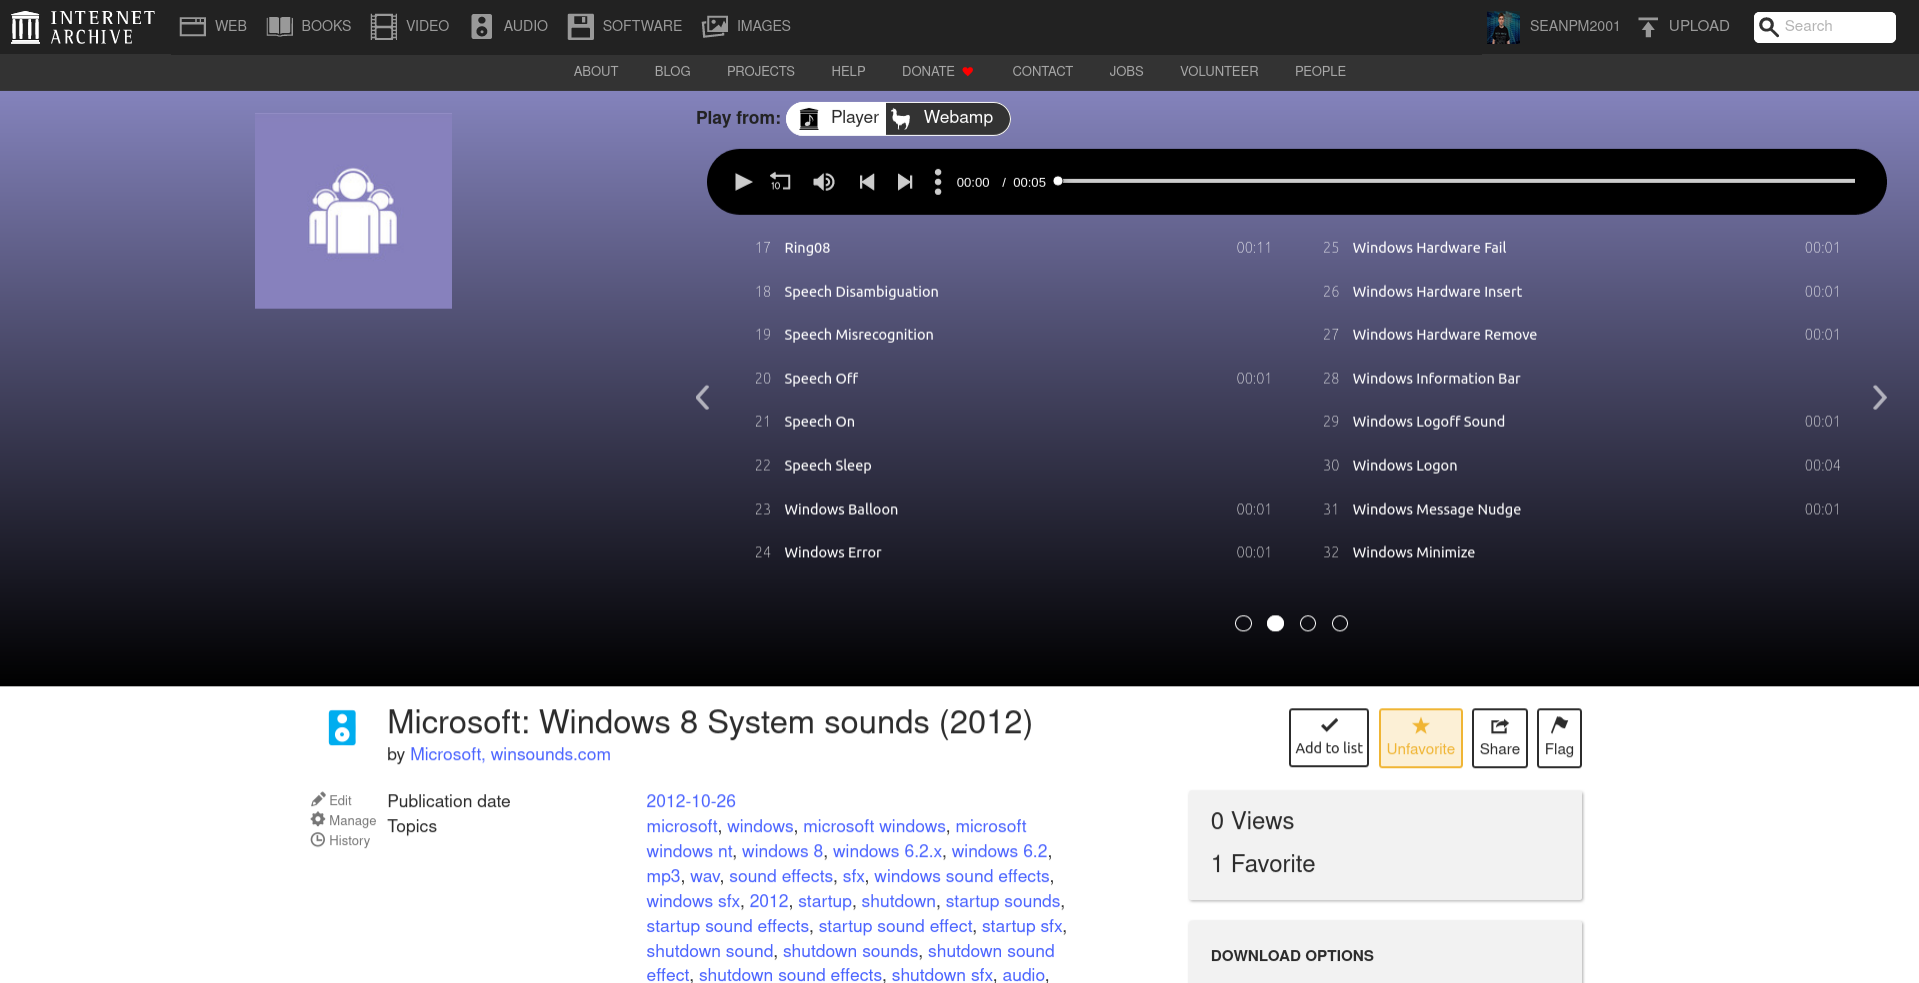 INTERNET ARCHIVE WEB BOOKS VIDEO AUDIO SOFTWARE IMAGES SEANPM2001 UPLOAD Search
ABOUT BLOG PROJECTS HELP DONATE CONTACT JOBS VOLUNTEER PEOPLE
Play from: Player Webamp
10 00:00 / 00:05
17 Ring08 00:11
18 Speech Disambiguation
19 Speech Misrecognition
20 Speech Off 00:01
21 Speech On
22 Speech Sleep
23 Windows Balloon 00:01
24 Windows Error 00:01
25 Windows Hardware Fail 00:01
26 Windows Hardware Insert 00:01
27 Windows Hardware Remove 00:01
28 Windows Information Bar
29 Windows Logoff Sound 00:01
30 Windows Logon 00:04
31 Windows Message Nudge 00:01
32 Windows Minimize
Microsoft: Windows 8 System sounds (2012)
by Microsoft, winsounds.com
Add to list Unfavorite Share Flag
Edit
Manage
History
Publication date 2012-10-26
Topics microsoft, windows, microsoft windows, microsoft
windows nt, windows 8, windows 6.2.x, windows 6.2,
mp3, wav, sound effects, sfx, windows sound effects,
windows sfx, 2012, startup, shutdown, startup sounds,
startup sound effects, startup sound effect, startup sfx,
shutdown sound, shutdown sounds, shutdown sound
effect, shutdown sound effects, shutdown sfx, audio,
0 Views
1 Favorite
DOWNLOAD OPTIONS